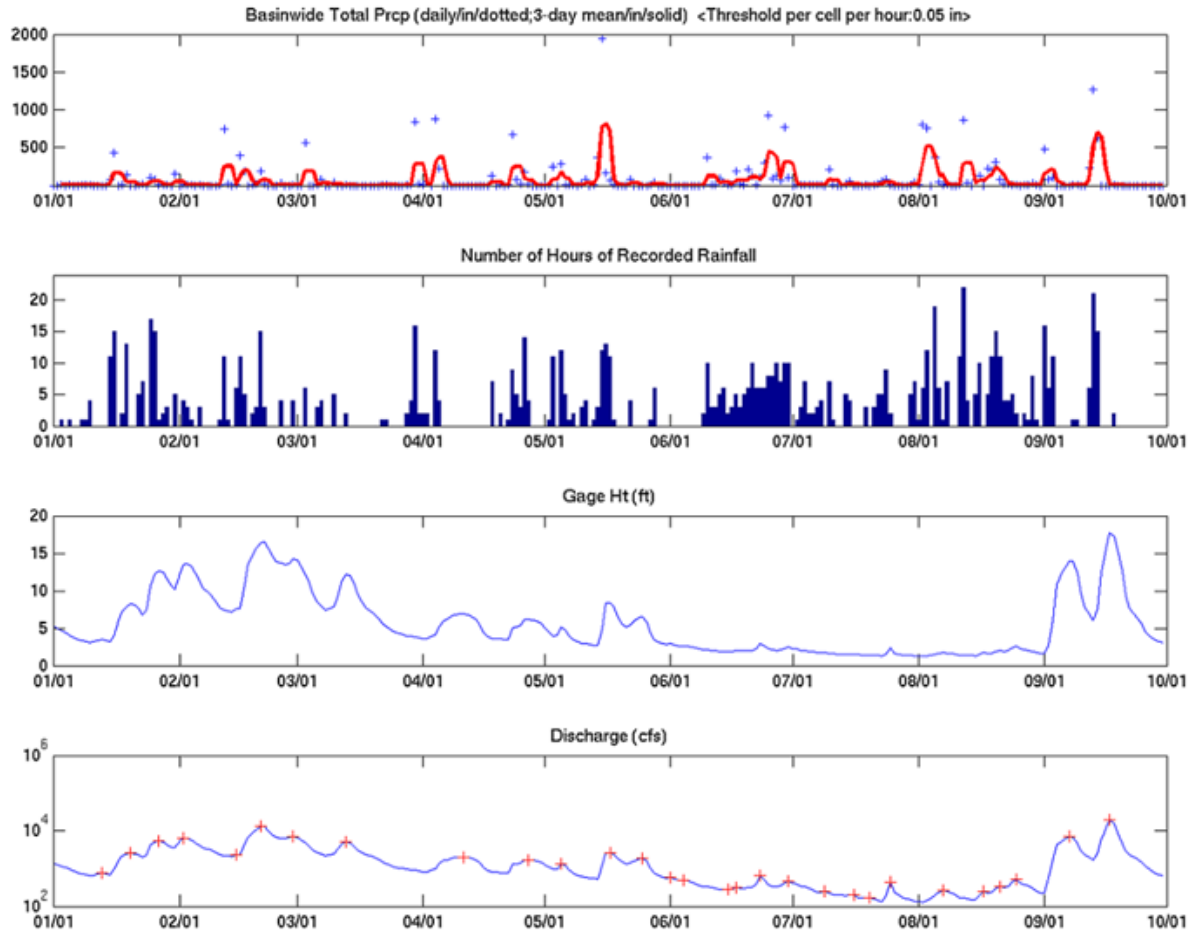 Basinwide Total Prcp (daily/in/dotted;3-day mean/in/solid) <Threshold per cell per hour:0.05 in>
2000
1500
1000
500
01/01 02/01 03/01 04/01 05/01 06/01 07/01 08/01 09/01 10/01
Number of Hours of Recorded Rainfall
20
15
10
5
0
01/01 02/01 03/01 04/01 05/01 06/01 07/01 08/01 09/01 10/01
Gage Ht (ft)
20
15
10
5
0
01/01 02/01 03/01 04/01 05/01 06/01 07/01 08/01 09/01 10/01
Discharge (cfs)
10^6
10^4
10^2
01/01 02/01 03/01 04/01 05/01 06/01 07/01 08/01 09/01 10/01